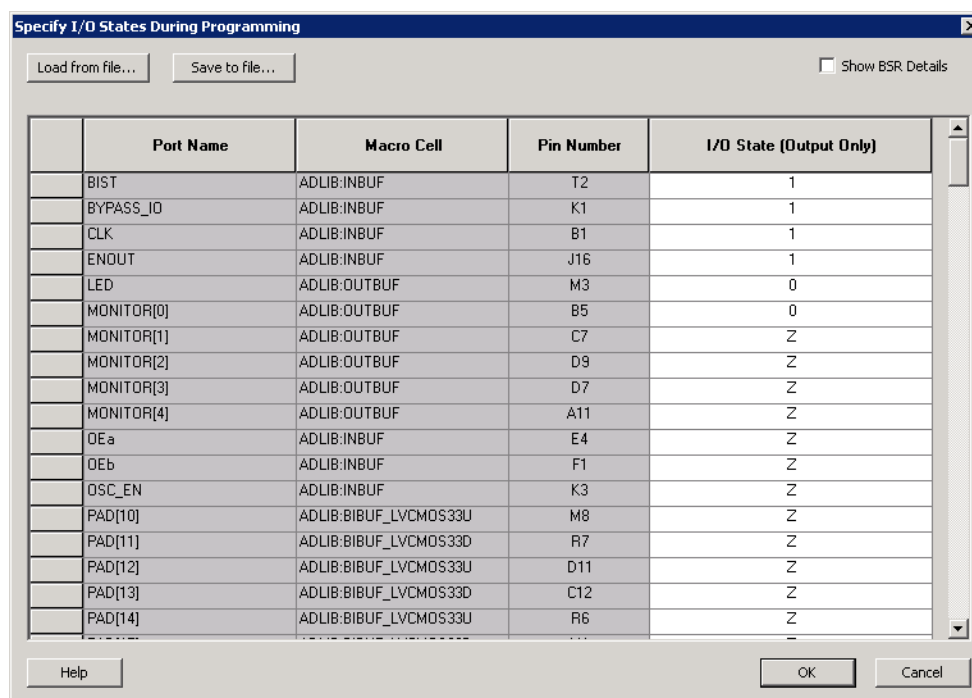 Specify I/O States During Programming
Load from file... Save to file... Show BSR Details
Port Name Macro Cell Pin Number I/O State (Output Only)
BIST ADLIB:INBUF T2 1
BYPASS_IO ADLIB:INBUF K1 1
CLK ADLIB:INBUF B1 1
ENOUT ADLIB:INBUF J16 1
LED ADLIB:OUTBUF M3 0
MONITOR[0] ADLIB:OUTBUF B5 0
MONITOR[1] ADLIB:OUTBUF C7 Z
MONITOR[2] ADLIB:OUTBUF D9 Z
MONITOR[3] ADLIB:OUTBUF D7 Z
MONITOR[4] ADLIB:OUTBUF A11 Z
OEa ADLIB:INBUF E4 Z
OEb ADLIB:INBUF F1 Z
OSC_EN ADLIB:INBUF K3 Z
PAD[10] ADLIB:BIBUF_LVCMOS33U M8 Z
PAD[11] ADLIB:BIBUF_LVCMOS33D R7 Z
PAD[12] ADLIB:BIBUF_LVCMOS33U D11 Z
PAD[13] ADLIB:BIBUF_LVCMOS33D C12 Z
PAD[14] ADLIB:BIBUF_LVCMOS33U R6 Z
Help OK Cancel